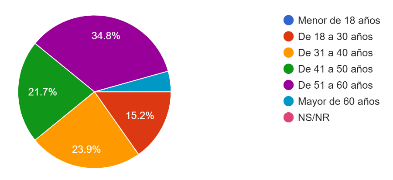 34.8%
21.7%
15.2%
23.9%
Menor de 18 años
De 18 a 30 años
De 31 a 40 años
De 41 a 50 años
De 51 a 60 años
Mayor de 60 años
NS/NR